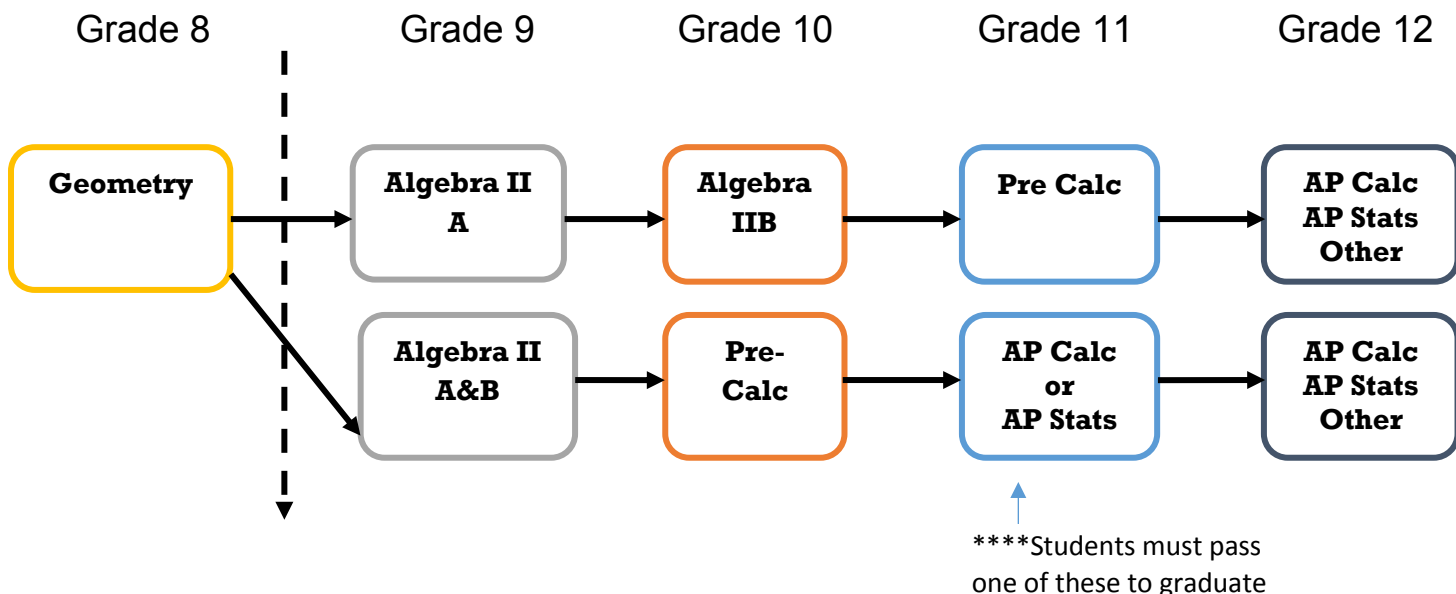 Grade 8
Grade 9
Grade 10
Grade 11
Grade 12
Geometry
Algebra II
A
Algebra
IIB
Pre Calc
AP Calc
AP Stats
Other
Algebra II
A&B
Pre-
Calc
AP Calc
or
AP Stats
AP Calc
AP Stats
Other
****Students must pass
one of these to graduate